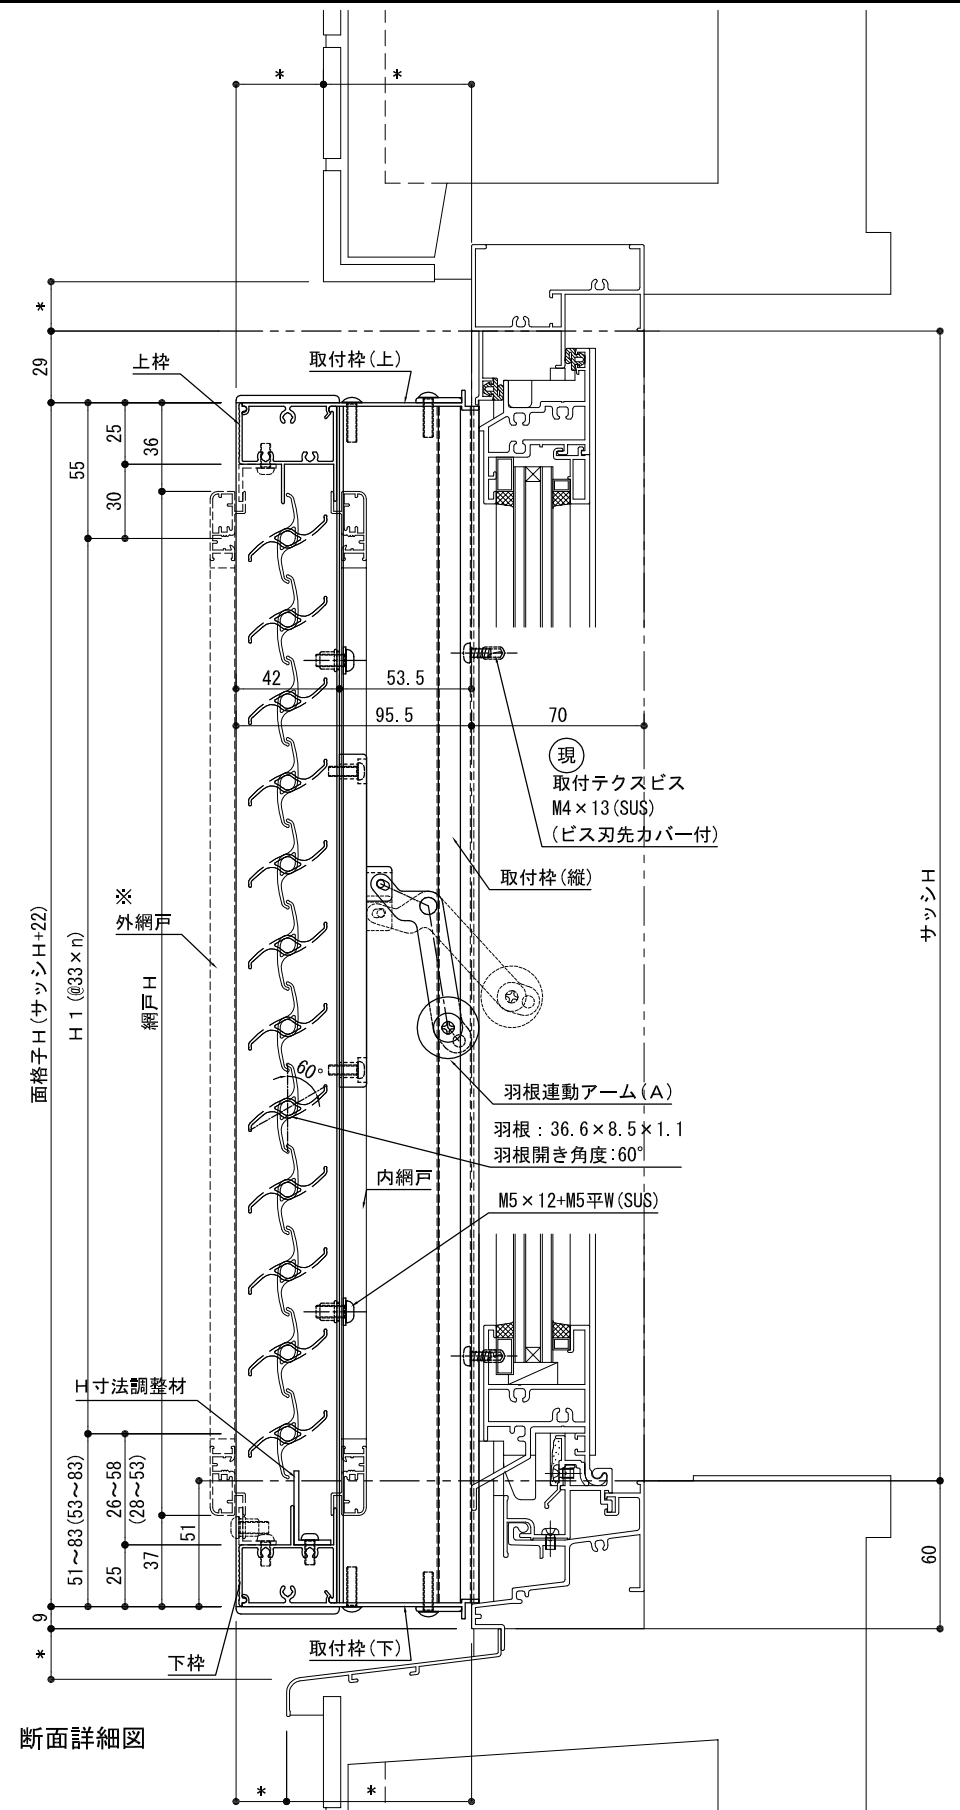 *
*
*
29
上枠
取付枠(上)
25
36
55
30
42
53.5
95.5
70
現
取付テクスビス
M4×13(SUS)
(ビス刃先カバー付)
取付枠(縦)
※
外網戸
サッシH
面格子H(サッシH+22)
H1(@33×n)
網戸H
60°
羽根連動アーム(A)
羽根:36.6×8.5×1.1
羽根開き角度:60°
内網戸
M5×12+M5平W(SUS)
H寸法調整材
51~83(53~83)
26~58
(28~53)
25
37
51
60
9
*
下枠
取付枠(下)
断面詳細図
*
*